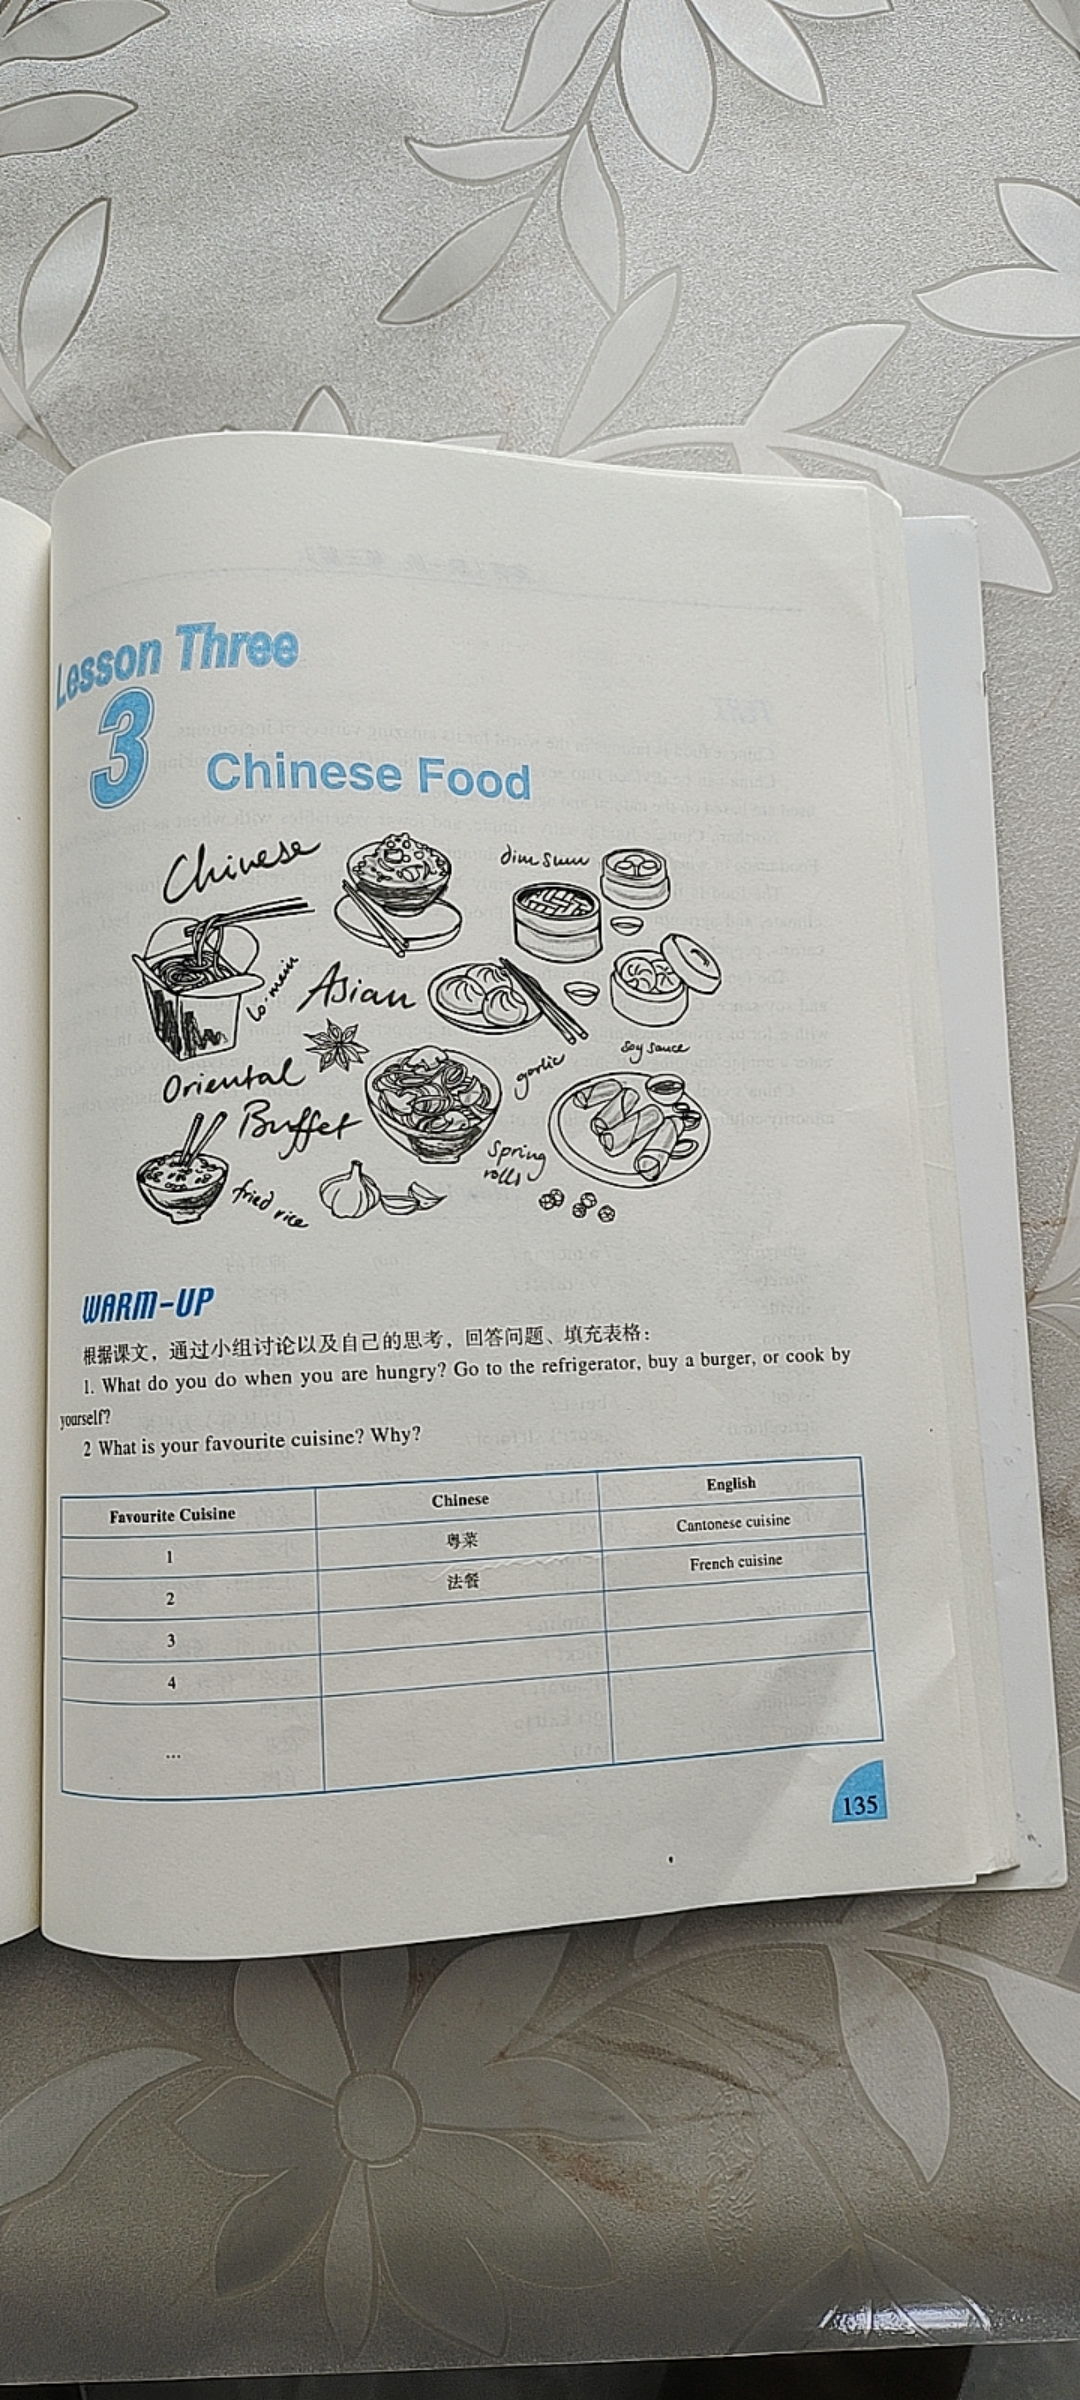 Lesson Three
3
Chinese Food
Chinese
dim sum
lo-mein
Asian
soy sauce
garlic
Oriental
Buffet
Spring
rolls
fried rice
WARM-UP
根据课文，通过小组讨论以及自己的思考，回答问题、填充表格：
1. What do you do when you are hungry? Go to the refrigerator, buy a burger, or cook by
yourself?
2 What is your favourite cuisine? Why?
Favourite Cuisine Chinese English
1 粤菜 Cantonese cuisine
2 法餐 French cuisine
3
4
...
135